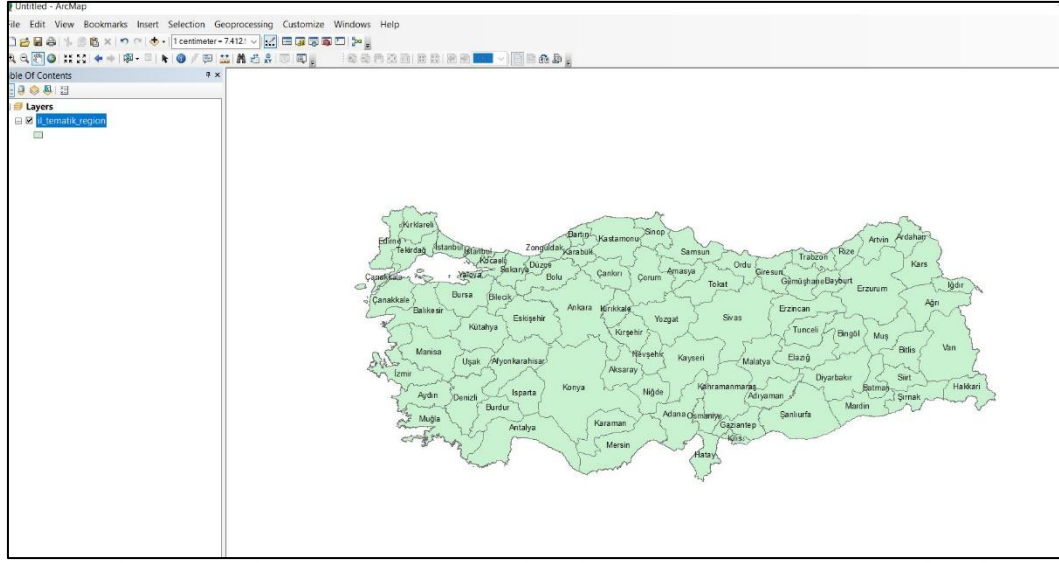 Untitled - ArcMap
ile Edit View Bookmarks Insert Selection Geoprocessing Customize Windows Help
1 centimeter = 7.412
ble Of Contents
Layers
il_tematik_region
Kırklareli
Edirne
Tekirdağ
İstanbul
İstanbul
Kocaeli
Yalova
Sakarya
Düzce
Zonguldak
Bartın
Karabük
Kastamonu
Sinop
Samsun
Ordu
Giresun
Trabzon
Rize
Artvin
Ardahan
Kars
Iğdır
Ağrı
Erzurum
Bayburt
Gümüşhane
Çanakkale
Çanakkale
Balıkesir
Bursa
Bilecik
Bolu
Çankırı
Çorum
Amasya
Tokat
Eskişehir
Ankara
Kırıkkale
Yozgat
Sivas
Erzincan
Kütahya
Kırşehir
Tunceli
Bingöl
Muş
Bitlis
Van
Manisa
Uşak
Afyonkarahisar
Nevşehir
Kayseri
Malatya
Elazığ
İzmir
Aksaray
Diyarbakır
Batman
Siirt
Hakkari
Şırnak
Aydın
Denizli
Isparta
Konya
Niğde
Kahramanmaraş
Adıyaman
Mardin
Şanlıurfa
Burdur
Muğla
Antalya
Karaman
Adana
Osmaniye
Gaziantep
Kilis
Mersin
Hatay